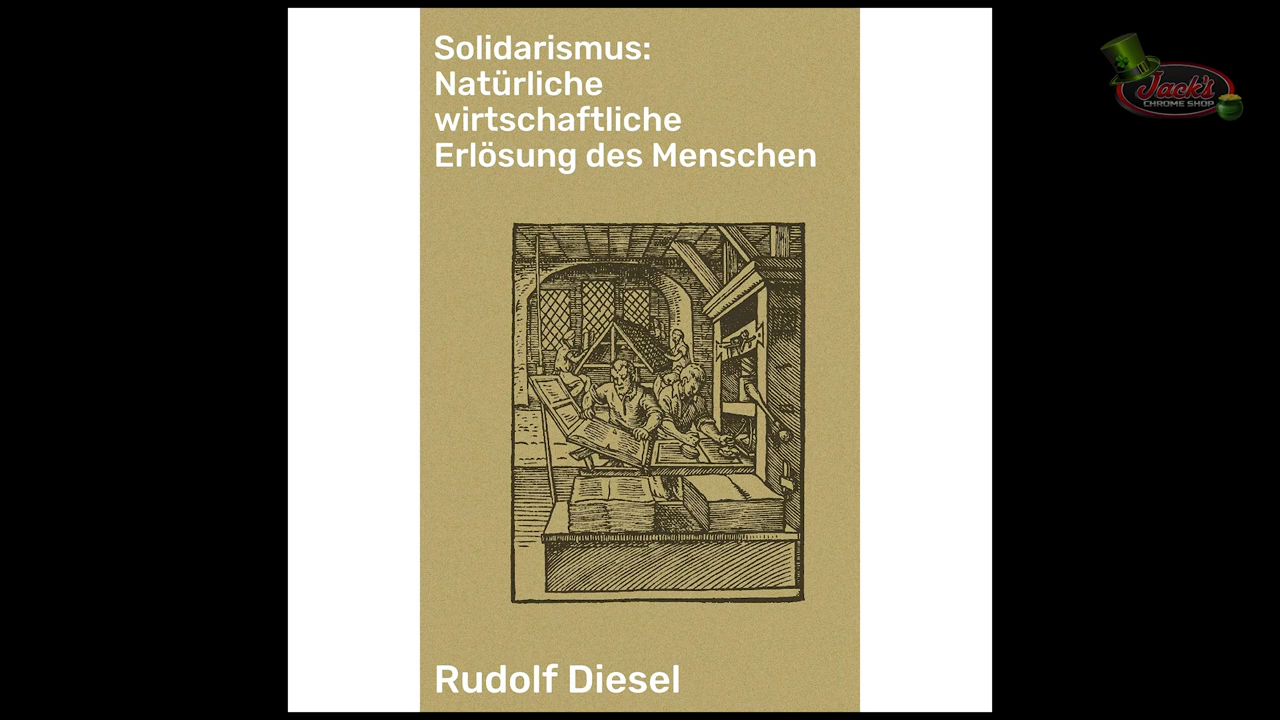 Solidarismus:
Natürliche
wirtschaftliche
Erlösung des Menschen
Jack's
CHROME SHOP
Rudolf Diesel